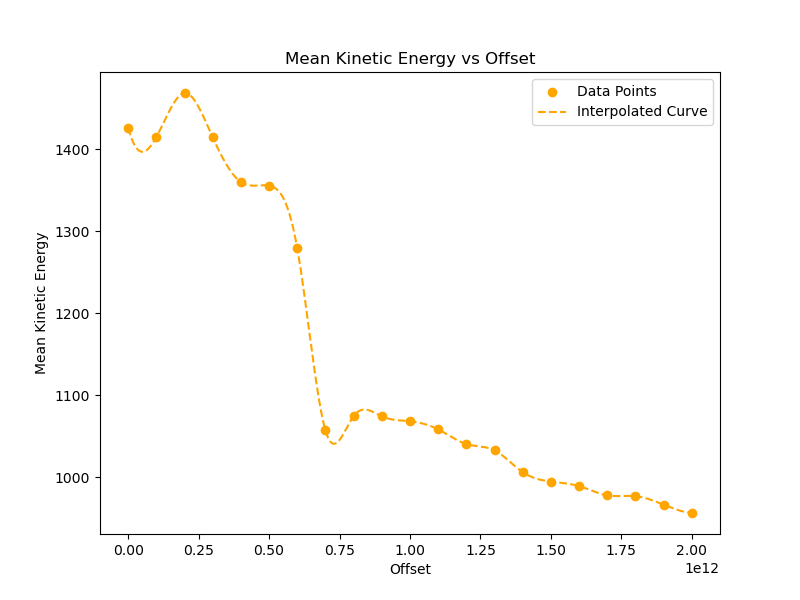 Mean Kinetic Energy vs Offset
Data Points
Interpolated Curve
1400
1300
1200
1100
1000
Mean Kinetic Energy
0.00 0.25 0.50 0.75 1.00 1.25 1.50 1.75 2.00
1e12
Offset